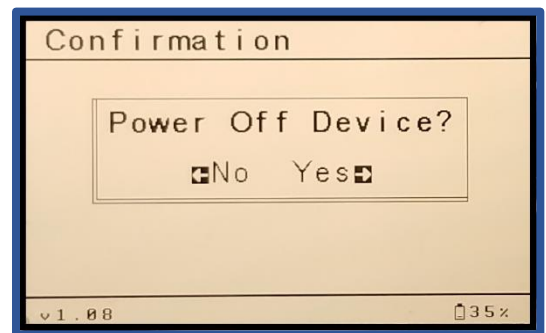 Confirmation
Power Off Device?
No Yes
v1.08 35%